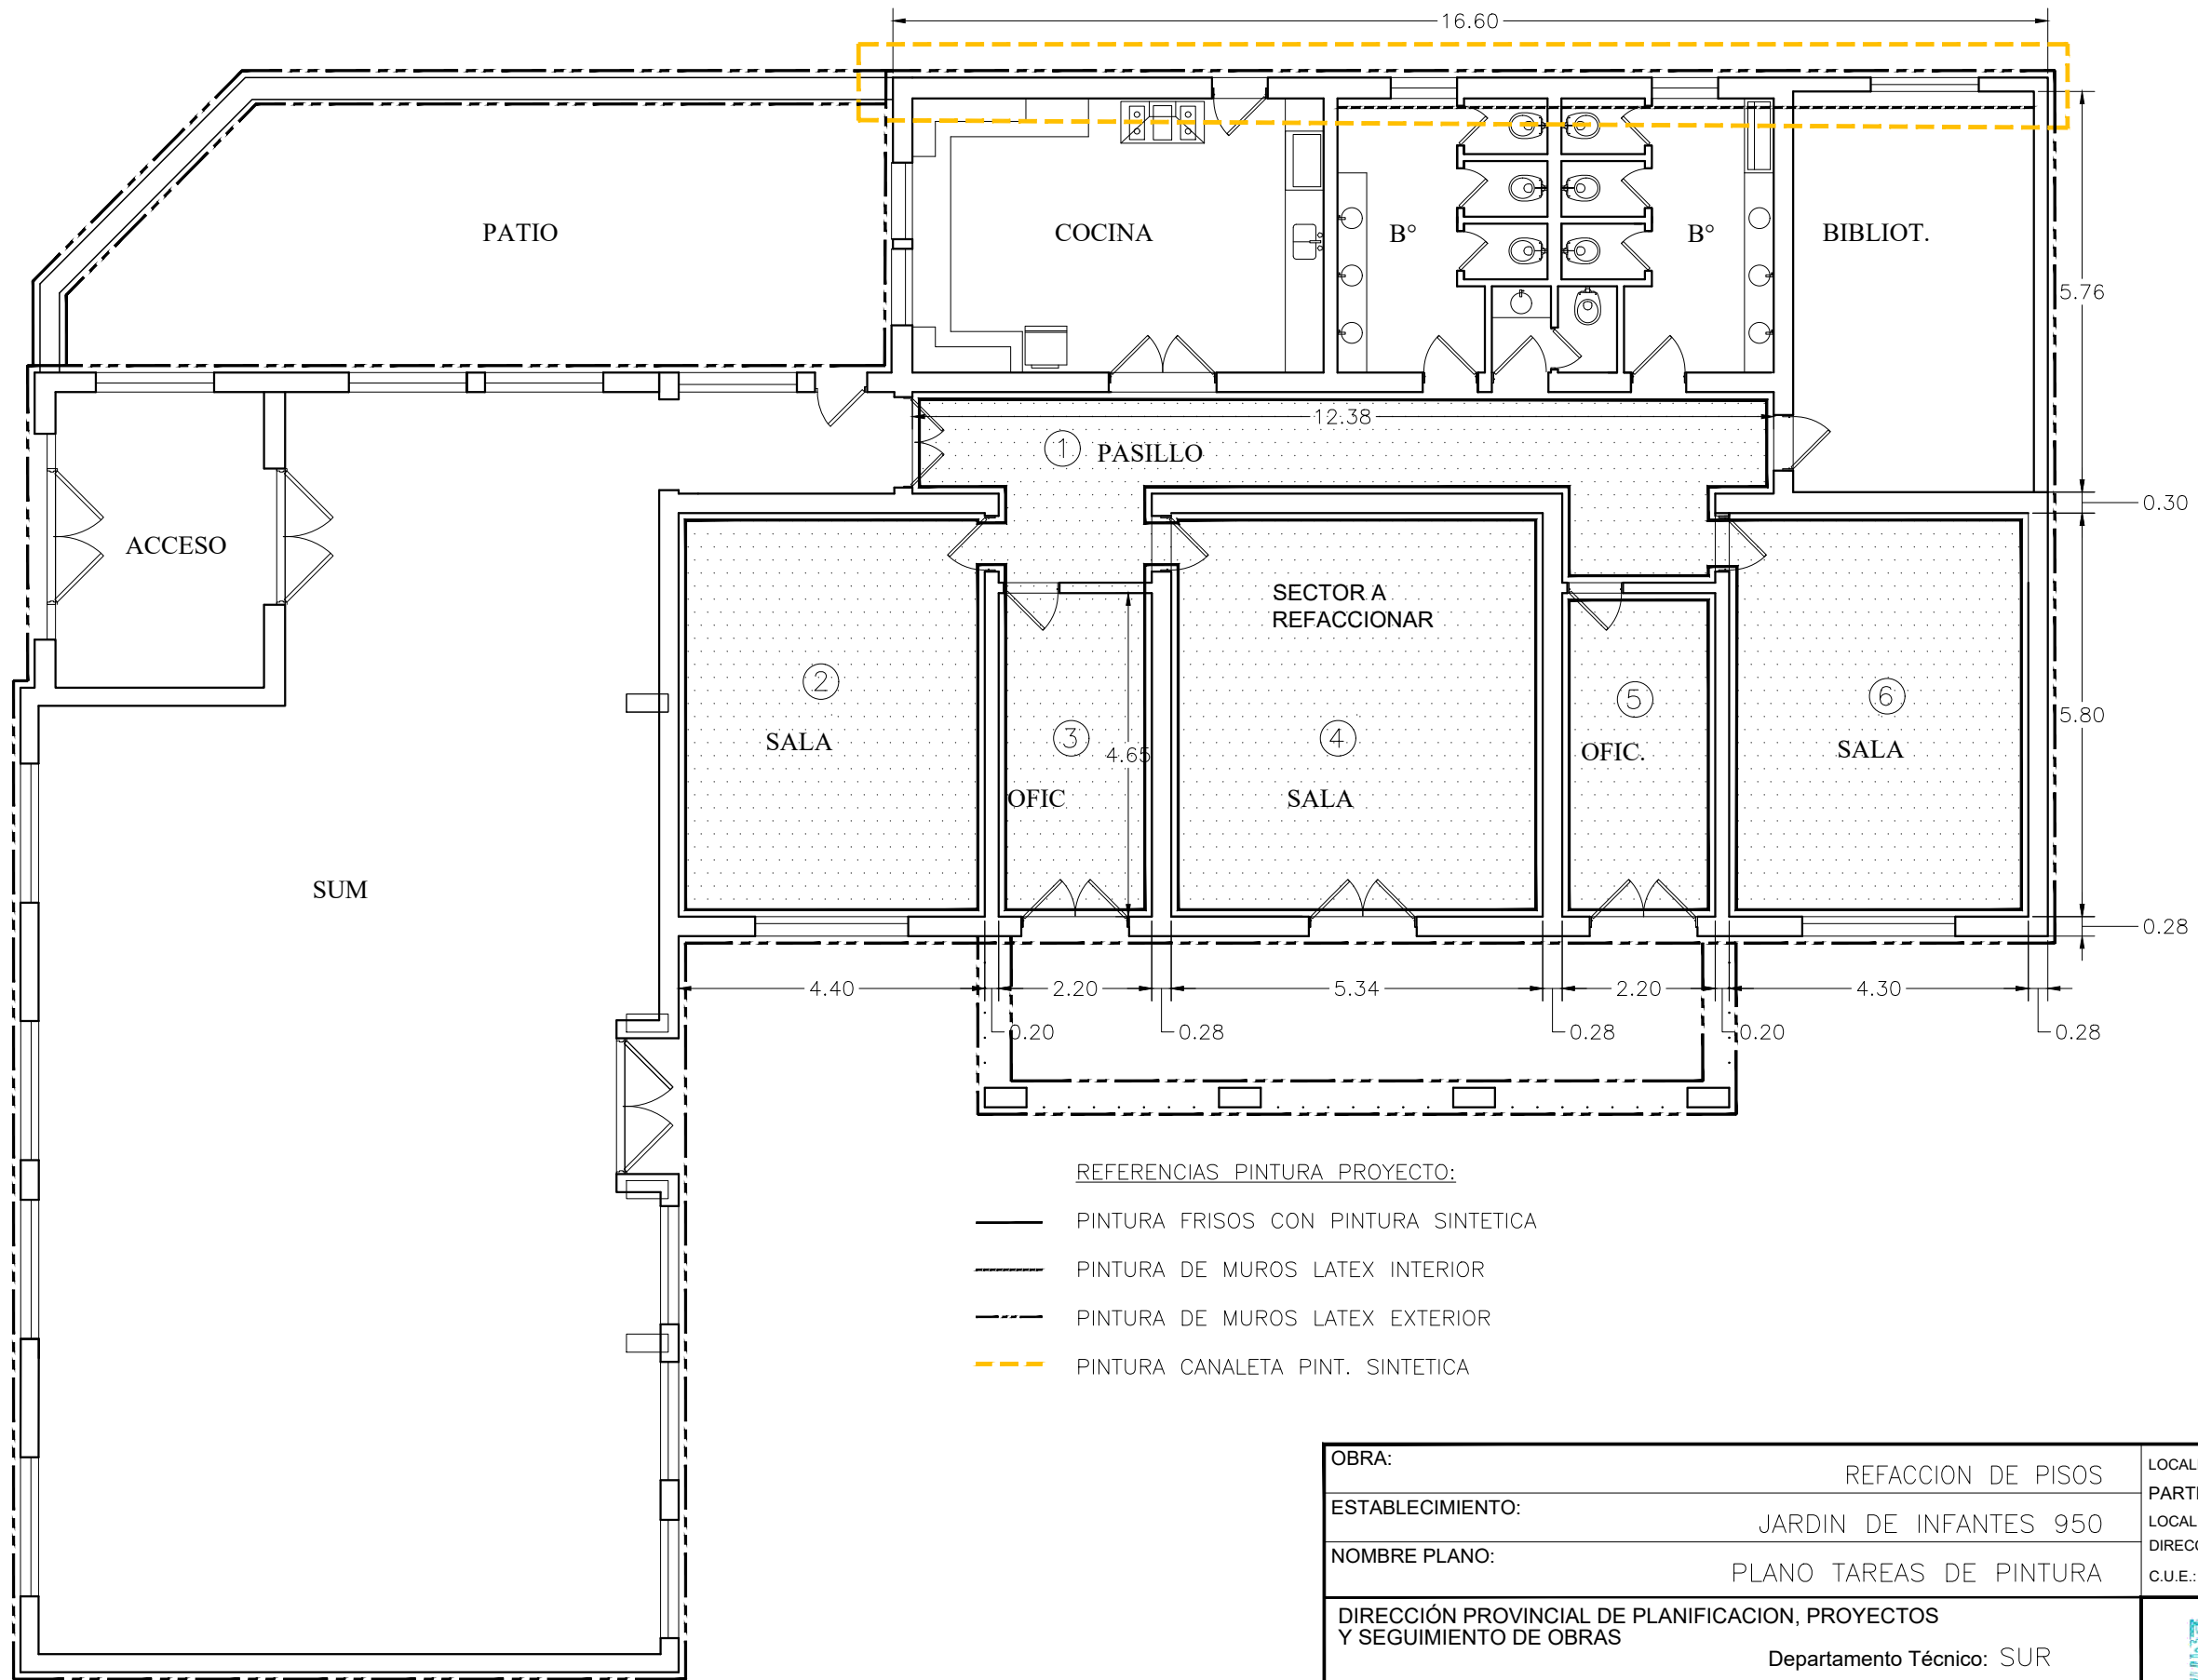 16.60
PATIO
COCINA
B°
B°
BIBLIOT.
5.76
12.38
1
PASILLO
0.30
ACCESO
SECTOR A
REFACCIONAR
2
3
4
5
6
SALA
4.65
OFIC
SALA
OFIC.
SALA
5.80
SUM
0.28
4.40
2.20
5.34
2.20
4.30
0.20
0.28
0.28
0.20
0.28
REFERENCIAS PINTURA PROYECTO:
PINTURA FRISOS CON PINTURA SINTETICA
PINTURA DE MUROS LATEX INTERIOR
PINTURA DE MUROS LATEX EXTERIOR
PINTURA CANALETA PINT. SINTETICA
OBRA:
REFACCION DE PISOS
ESTABLECIMIENTO:
JARDIN DE INFANTES 950
NOMBRE PLANO:
PLANO TAREAS DE PINTURA
C.U.E.:
DIRECCIÓN PROVINCIAL DE PLANIFICACION, PROYECTOS
Y SEGUIMIENTO DE OBRAS
Departamento Técnico: SUR